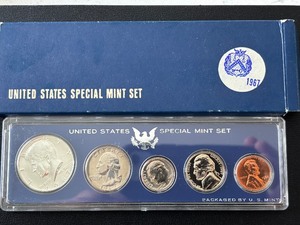 UNITED STATES SPECIAL MINT SET
1967
UNITED STATES SPECIAL MINT SET
PACKAGED BY U.S. MINT